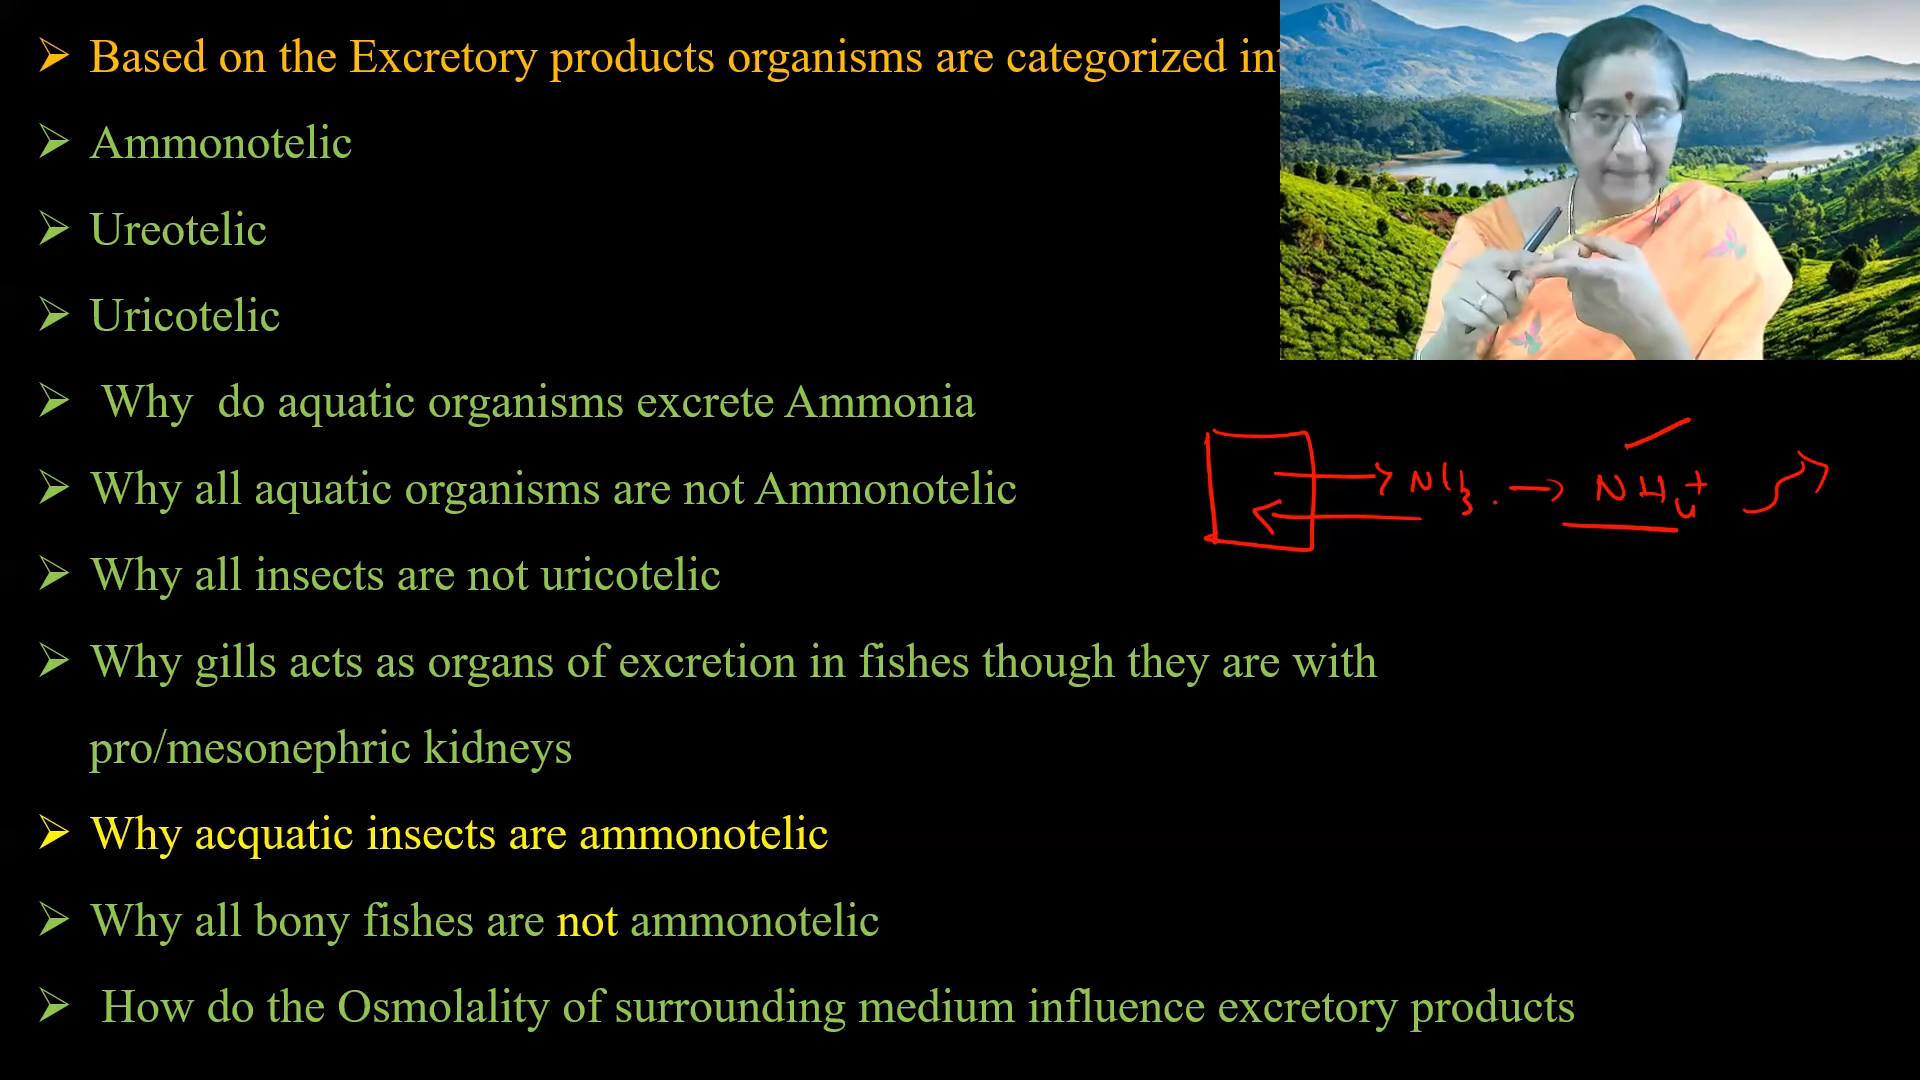 Based on the Excretory products organisms are categorized int
Ammonotelic
Ureotelic
Uricotelic
Why do aquatic organisms excrete Ammonia
NH3 . → NH4+
Why all aquatic organisms are not Ammonotelic
Why all insects are not uricotelic
Why gills acts as organs of excretion in fishes though they are with
pro/mesonephric kidneys
Why acquatic insects are ammonotelic
Why all bony fishes are not ammonotelic
How do the Osmolality of surrounding medium influence excretory products